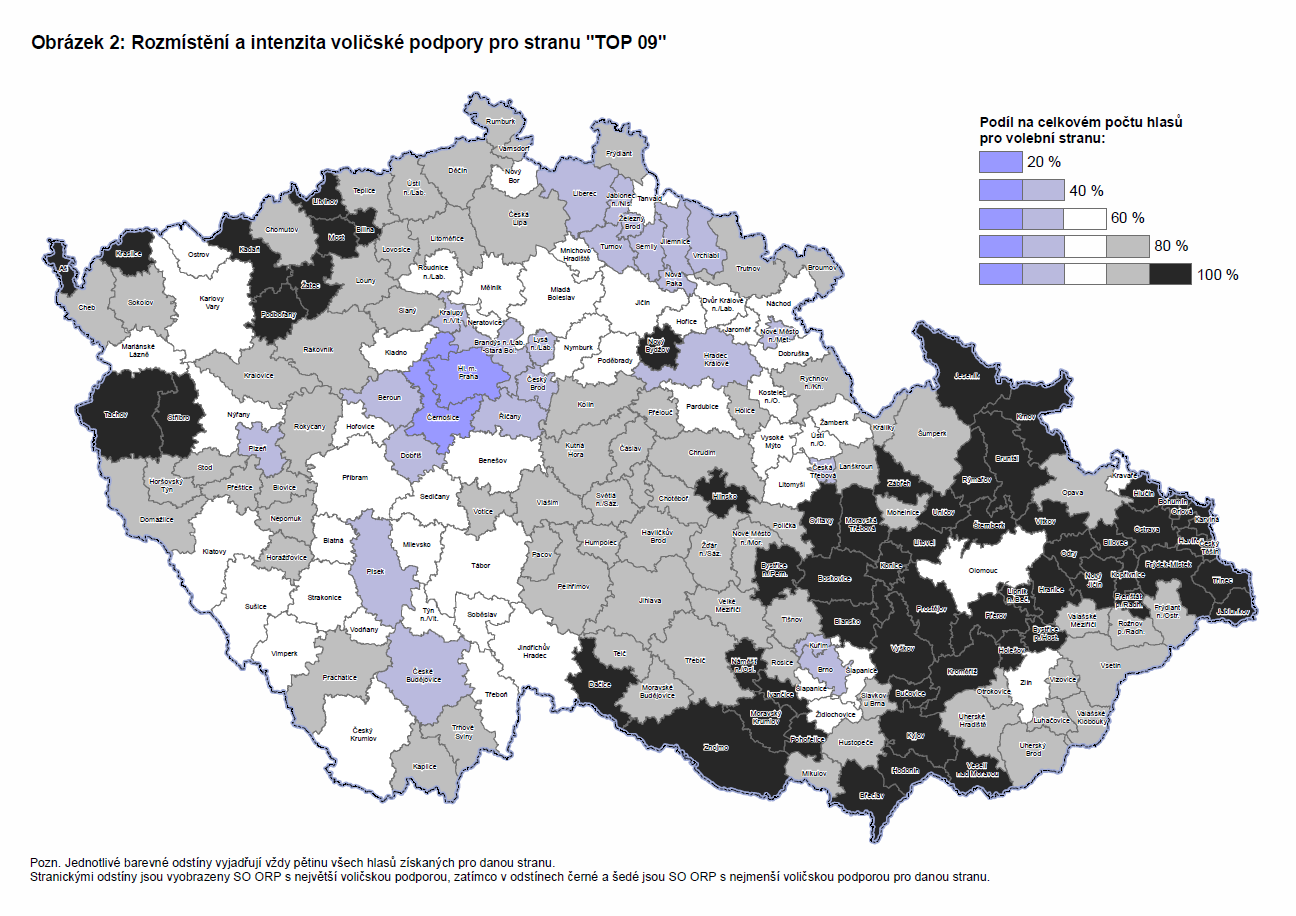 Obrázek 2: Rozmístění a intenzita voličské podpory pro stranu "TOP 09"
Podíl na celkovém počtu hlasů
pro volební stranu:
20 %
40 %
60 %
80 %
100 %
Rumburk
Varnsdorf
Frýdlant
Děčín
Nový
Bor
Teplice
Ústí
n./Lab.
Liberec
Jablonec
n./Nis.
Tanvald
Litvínov
Česká
Lípa
Železný
Brod
Chomutov
Most
Bílina
Litoměřice
Lovosice
Turnov
Semily
Jilemnice
Vrchlabí
Kadaň
Kraslice
Ostrov
Mnichovo
Hradiště
Trutnov
Broumov
Aš
Roudnice
n./Lab.
Nová
Paka
Louny
Žatec
Mělník
Mladá
Boleslav
Karlovy
Vary
Sokolov
Cheb
Jičín
Dvůr Králové
n./Lab.
Náchod
Podbořany
Slaný
Kralupy
n./Vlt.
Neratovice
Hořice
Jaroměř
Nové Město
n./Met.
Mariánské
Lázně
Rakovník
Kladno
Brandýs n./Lab.
Stará Bol.
Lysá
n./Lab.
Nymburk
Nový
Bydžov
Poděbrady
Hradec
Králové
Dobruška
Hl. m.
Praha
Český
Brod
Kralovice
Beroun
Rychnov
n./Kn.
Kostelec
n./O.
Jeseník
Tachov
Stříbro
Nýřany
Černošice
Říčany
Kolín
Přelouč
Pardubice
Holice
Rokycany
Hořovice
Žamberk
Králíky
Šumperk
Krnov
Plzeň
Dobříš
Benešov
Kutná
Hora
Čáslav
Chrudim
Vysoké
Mýto
Ústí
n./O.
Bruntál
Stod
Příbram
Litomyšl
Česká
Třebová
Lanškroun
Rýmařov
Kravaře
Horšovský
Týn
Přeštice
Blovice
Sedlčany
Vlašim
Světlá
n./Sáz.
Chotěboř
Hlinsko
Zábřeh
Opava
Hlučín
Bohumín
Orlová
Karviná
Domažlice
Nepomuk
Votice
Polička
Svitavy
Moravská
Třebová
Mohelnice
Uničov
Šternberk
Vítkov
Ostrava
Český
Těšín
Klatovy
Blatná
Milevsko
Havlíčkův
Brod
Humpolec
Žďár
n./Sáz.
Nové Město
n./Mor.
Litovel
Bílovec
Horažďovice
Pacov
Odry
Písek
Tábor
Bystřice
n./Pern.
Boskovice
Konice
Olomouc
Frýdek-Místek
Nový
Jičín
Kopřivnice
Třinec
Pelhřimov
Jihlava
Velké
Meziříčí
Hranice
Lipník
n./Beč.
Frenštát
p./Radh.
Frýdlant
n./Ostr.
Jablunkov
Sušice
Strakonice
Týn
n./Vlt.
Soběslav
Tišnov
Blansko
Prostějov
Přerov
Valašské
Meziříčí
Rožnov
p./Radh.
Vodňany
Bystřice
p./Host.
Vimperk
Jindřichův
Hradec
Telč
Třebíč
Náměšť
n./Osl.
Rosice
Kuřim
Brno
Šlapanice
Vyškov
Holešov
Vsetín
Prachatice
České
Budějovice
Třeboň
Dačice
Moravské
Budějovice
Ivančice
Šlapanice
Slavkov
u Brna
Bučovice
Kroměříž
Otrokovice
Zlín
Vizovice
Židlochovice
Luhačovice
Valašské
Klobouky
Moravský
Krumlov
Uherské
Hradiště
Český
Krumlov
Trhové
Sviny
Pohořelice
Hustopeče
Kyjov
Uherský
Brod
Znojmo
Kaplice
Mikulov
Hodonín
Veselí
nad Moravou
Břeclav
Pozn. Jednotlivé barevné odstíny vyjadřují vždy pětinu všech hlasů získaných pro danou stranu.
Stranickými odstíny jsou vyobrazeny SO ORP s největší voličskou podporou, zatímco v odstínech černé a šedé jsou SO ORP s nejmenší voličskou podporou pro danou stranu.